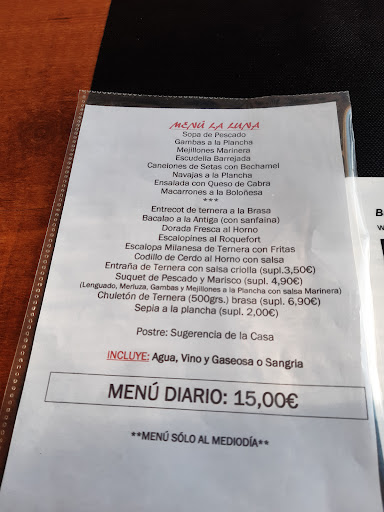 MENÚ LA LUNA
Sopa de Pescado
Gambas a la Plancha
Mejillones Marinera
Escudella Barrejada
Canelones de Setas con Bechamel
Navajas a la Plancha
Ensalada con Queso de Cabra
Macarrones a la Boloñesa
***
Entrecot de ternera a la Brasa
Bacalao a la Antiga (con sanfaina)
Dorada Fresca al Horno
Escalopines al Roquefort
Escalopa Milanesa de Ternera con Fritas
Codillo de Cerdo al Horno con salsa
Entraña de Ternera con salsa criolla (supl.3,50€)
Suquet de Pescado y Marisco (supl. 4,90€)
(Lenguado, Merluza, Gambas y Mejillones a la Plancha con salsa Marinera)
Chuletón de Ternera (500grs.) brasa (supl. 6,90€)
Sepia a la plancha (supl. 2,00€)
Postre: Sugerencia de la Casa
INCLUYE: Agua, Vino y Gaseosa o Sangria
MENÚ DIARIO: 15,00€
**MENÚ SÓLO AL MEDIODÍA**